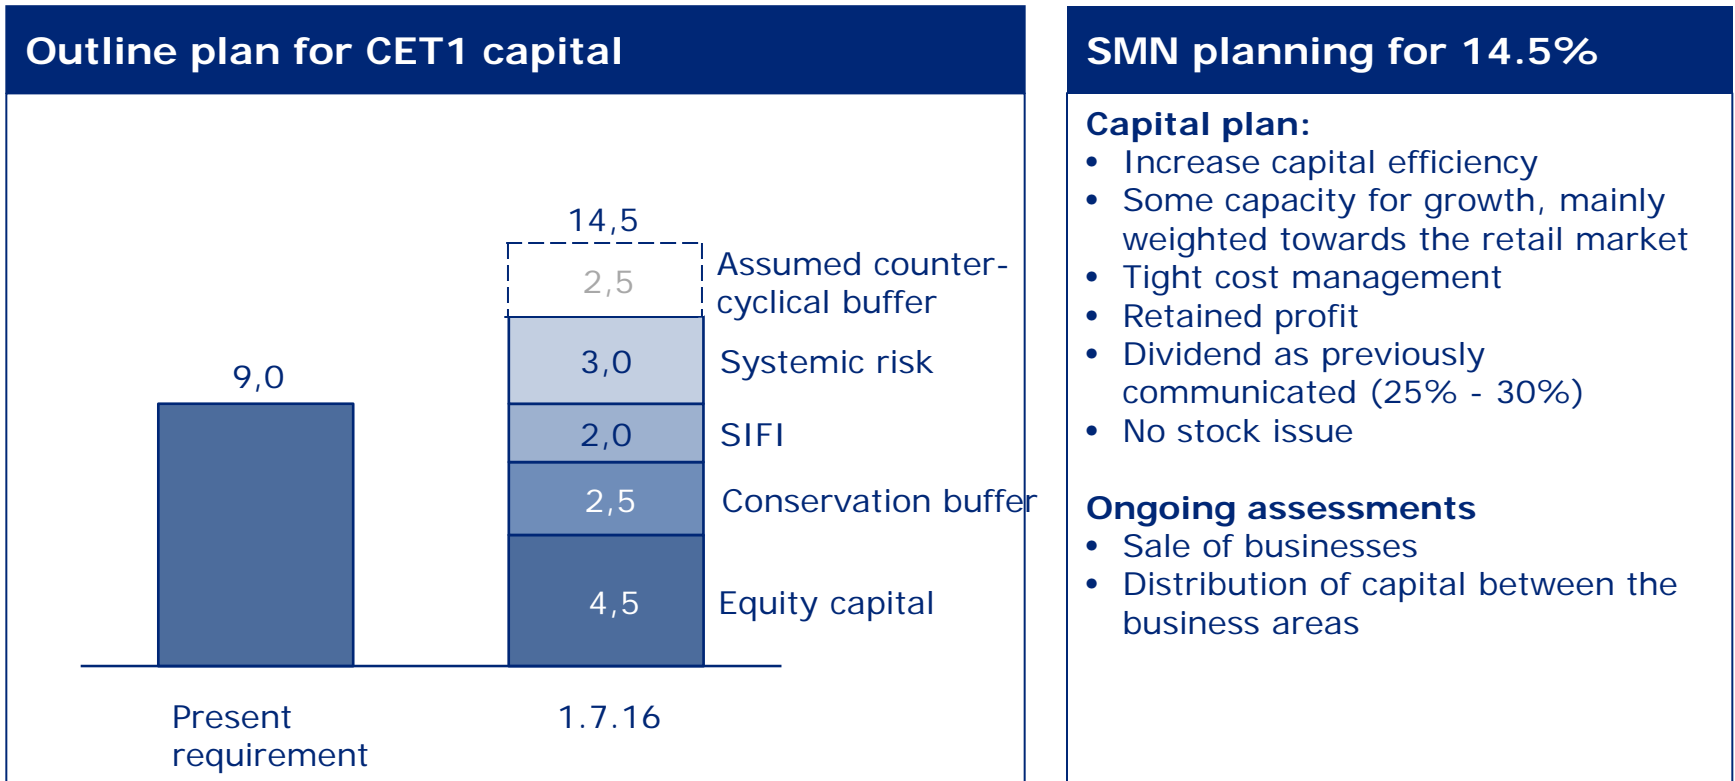 Outline plan for CET1 capital
14,5
2,5
Assumed counter-
cyclical buffer
3,0
Systemic risk
9,0
2,0
SIFI
2,5
Conservation buffer
4,5
Equity capital
Present
requirement
1.7.16
SMN planning for 14.5%
Capital plan:
• Increase capital efficiency
• Some capacity for growth, mainly
weighted towards the retail market
• Tight cost management
• Retained profit
• Dividend as previously
communicated (25% - 30%)
• No stock issue
Ongoing assessments
• Sale of businesses
• Distribution of capital between the
business areas